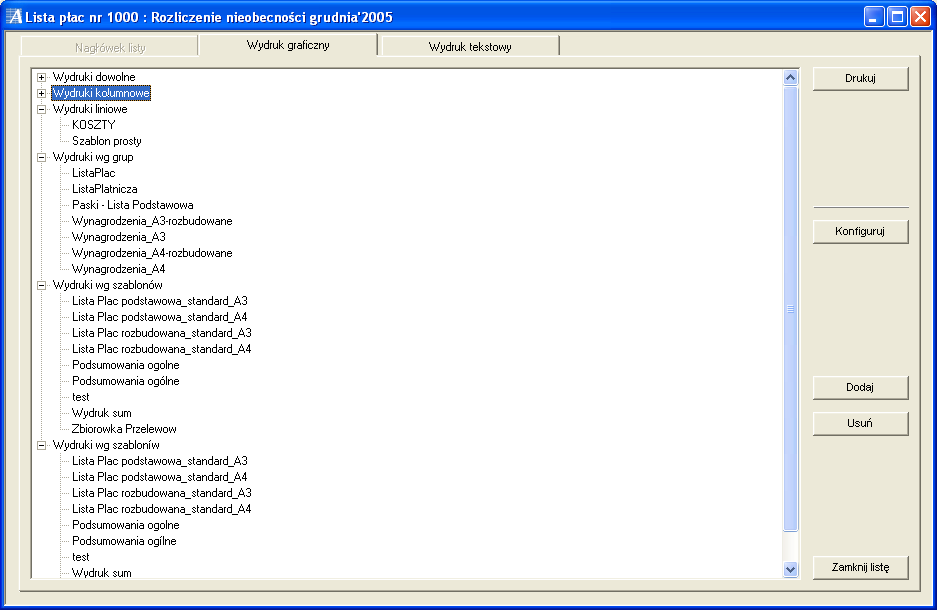 Lista płac nr 1000 : Rozliczenie nieobecności grudnia'2005
Nagłówek listy
Wydruk graficzny
Wydruk tekstowy
Wydruki dowolne
Wydruki kolumnowe
Wydruki liniowe
KOSZTY
Szablon prosty
Wydruki wg grup
ListaPlac
ListaPlatnicza
Paski - Lista Podstawowa
Wynagrodzenia_A3-rozbudowane
Wynagrodzenia_A3
Wynagrodzenia_A4-rozbudowane
Wynagrodzenia_A4
Wydruki wg szablonów
Lista Plac podstawowa_standard_A3
Lista Plac podstawowa_standard_A4
Lista Plac rozbudowana_standard_A3
Lista Plac rozbudowana_standard_A4
Podsumowania ogolne
Podsumowania ogólne
test
Wydruk sum
Zbiorowka Przelewow
Wydruki wg szabloníw
Lista Plac podstawowa_standard_A3
Lista Plac podstawowa_standard_A4
Lista Plac rozbudowana_standard_A3
Lista Plac rozbudowana_standard_A4
Podsumowania ogolne
Podsumowania ogílne
test
Wydruk sum
Drukuj
Konfiguruj
Dodaj
Usuń
Zamknij listę